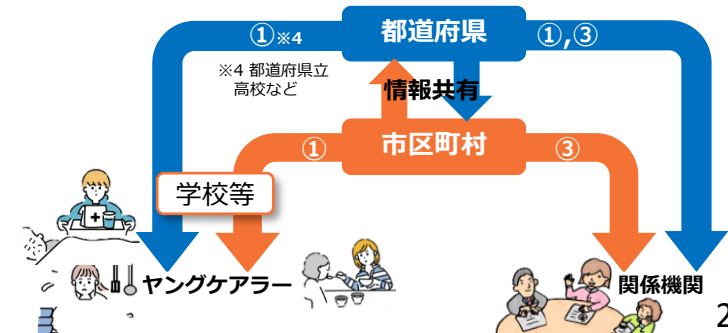 ①※4
都道府県
①,③
※4 都道府県立
高校など
情報共有
①
市区町村
③
学校等
ヤングケアラー
関係機関
2